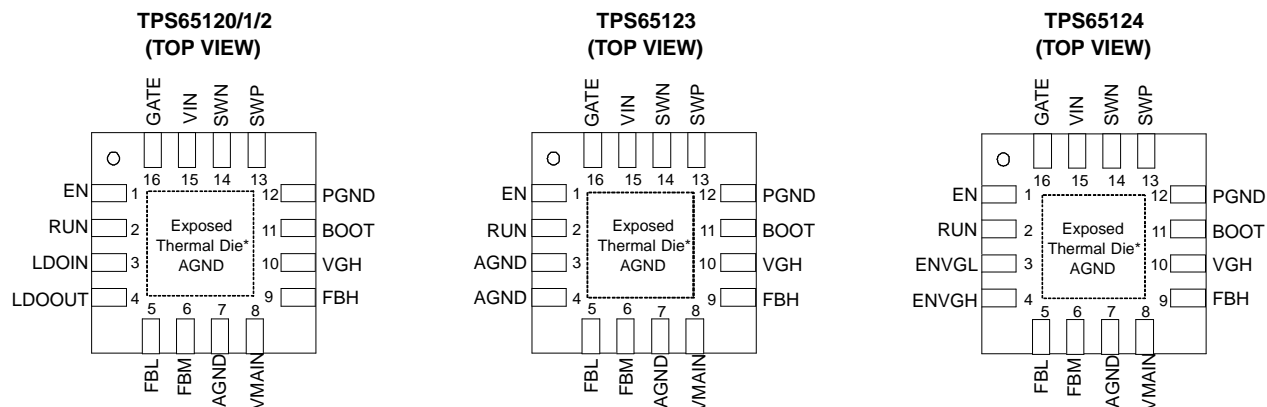 TPS65120/1/2
(TOP VIEW)
GATE
VIN
SWN
SWP
16
15
14
13
EN
1
RUN
2
LDOIN
3
LDOOUT
4
Exposed
Thermal Die*
AGND
12
PGND
11
BOOT
10
VGH
9
FBH
5
6
7
8
FBL
FBM
AGND
VMAIN
TPS65123
(TOP VIEW)
GATE
VIN
SWN
SWP
16
15
14
13
EN
1
RUN
2
AGND
3
AGND
4
Exposed
Thermal Die*
AGND
12
PGND
11
BOOT
10
VGH
9
FBH
5
6
7
8
FBL
FBM
AGND
VMAIN
TPS65124
(TOP VIEW)
GATE
VIN
SWN
SWP
16
15
14
13
EN
1
RUN
2
ENVGL
3
ENVGH
4
Exposed
Thermal Die*
AGND
12
PGND
11
BOOT
10
VGH
9
FBH
5
6
7
8
FBL
FBM
AGND
VMAIN